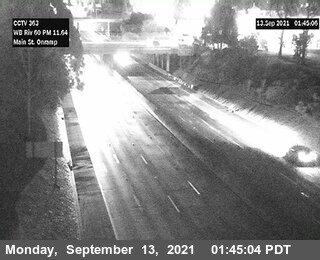 CCTV 363
WB Riv 60 PM 11.64
Main St. Onramp
13.Sep 2021 01:45:06
Monday, September 13, 2021 01:45:04 PDT